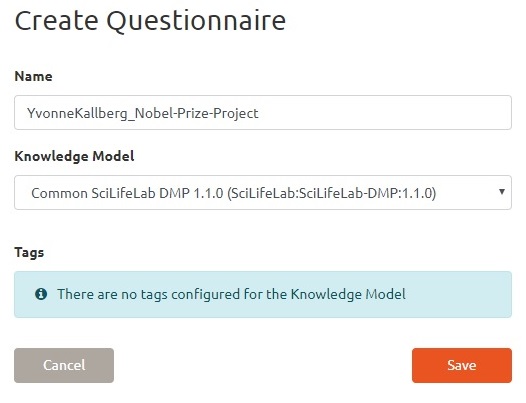 Create Questionnaire
Name
YvonneKallberg_Nobel-Prize-Project
Knowledge Model
Common SciLifeLab DMP 1.1.0 (SciLifeLab:SciLifeLab-DMP:1.1.0)
Tags
There are no tags configured for the Knowledge Model
Cancel
Save